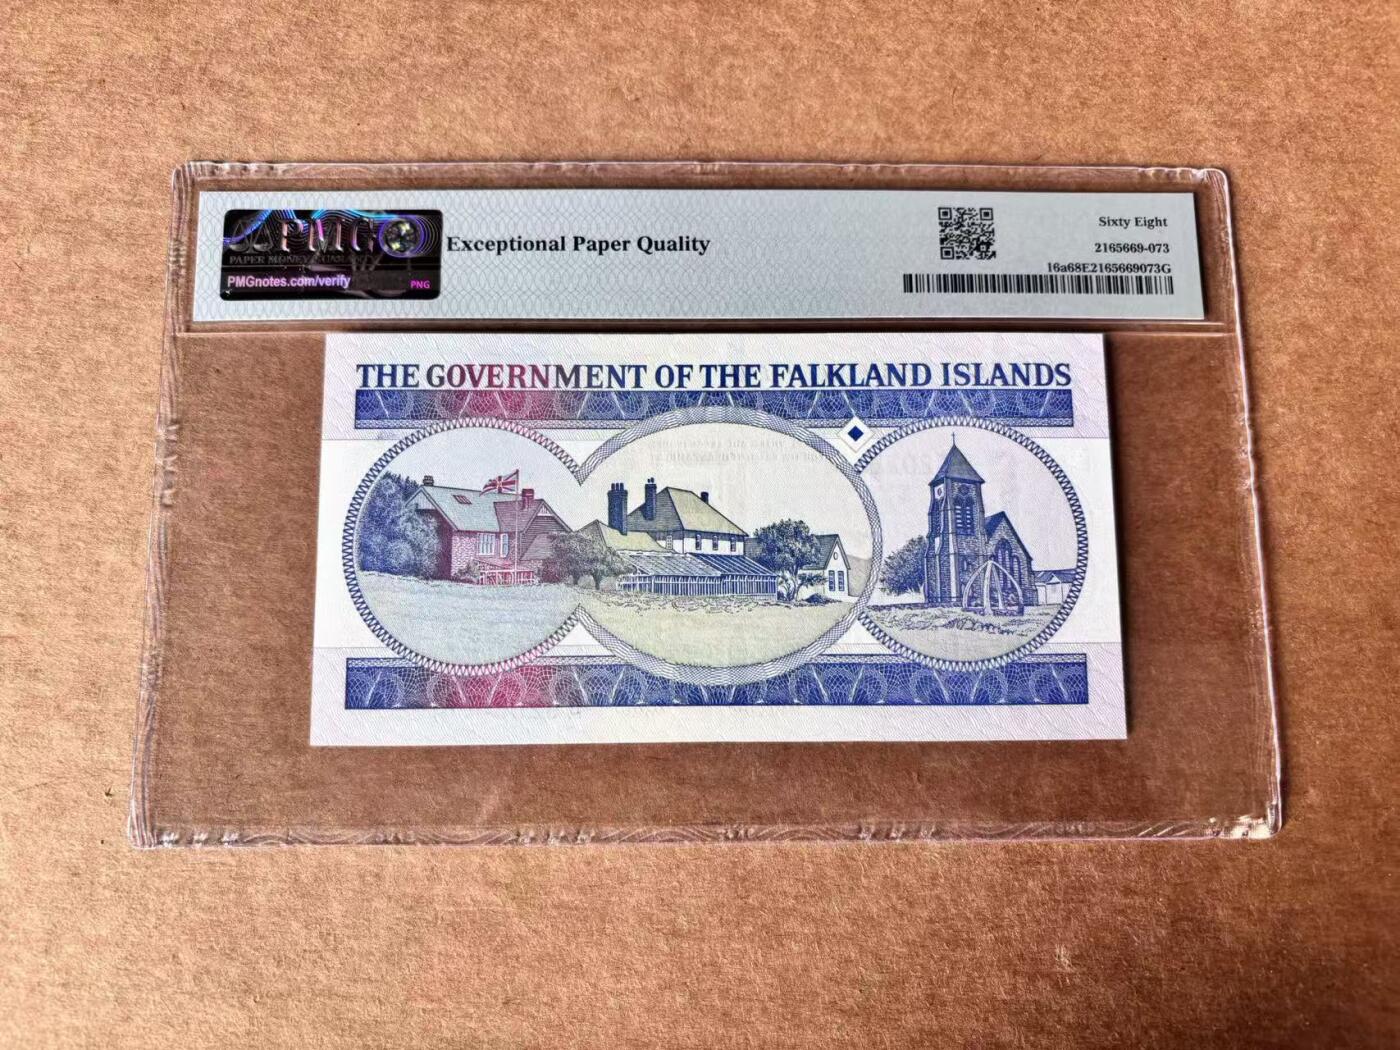 PMG
PAPER MONEY GUARANTY
PMGnotes.com/verify
PNG
Exceptional Paper Quality
Sixty Eight
2165669-073
16a68E2165669073G
THE GOVERNMENT OF THE FALKLAND ISLANDS